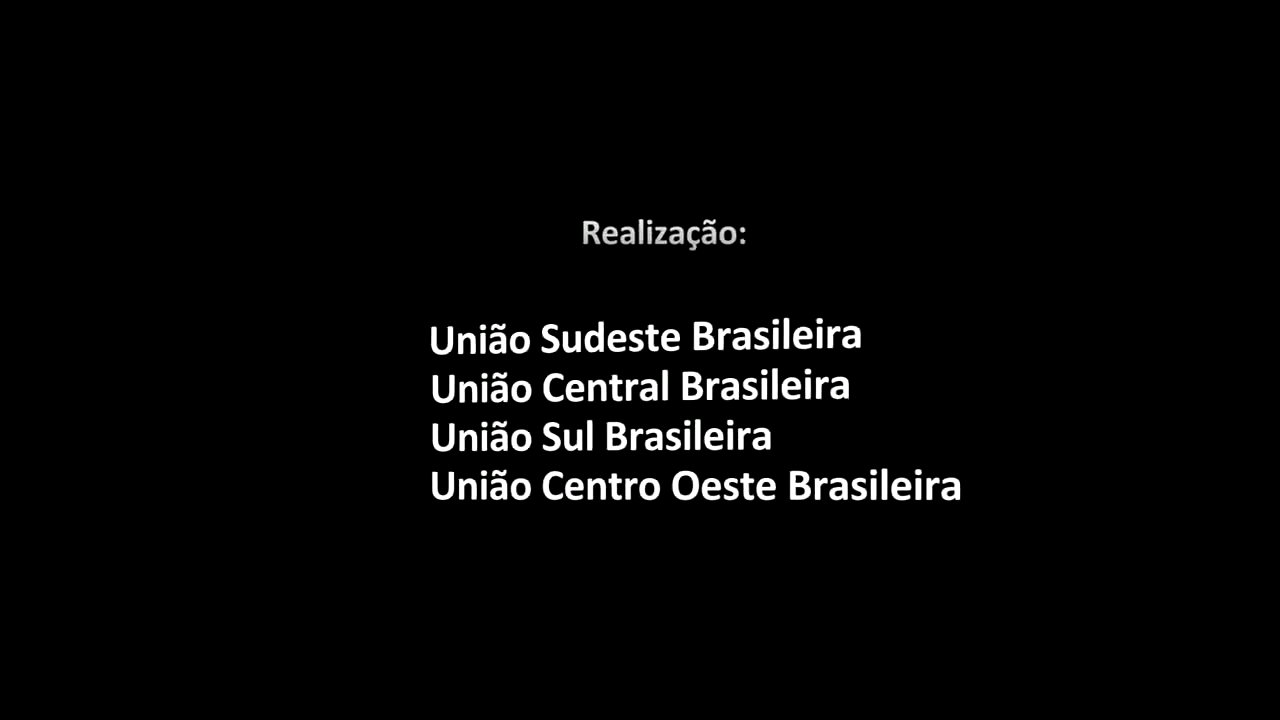 Realização:
União Sudeste Brasileira
União Central Brasileira
União Sul Brasileira
União Centro Oeste Brasileira